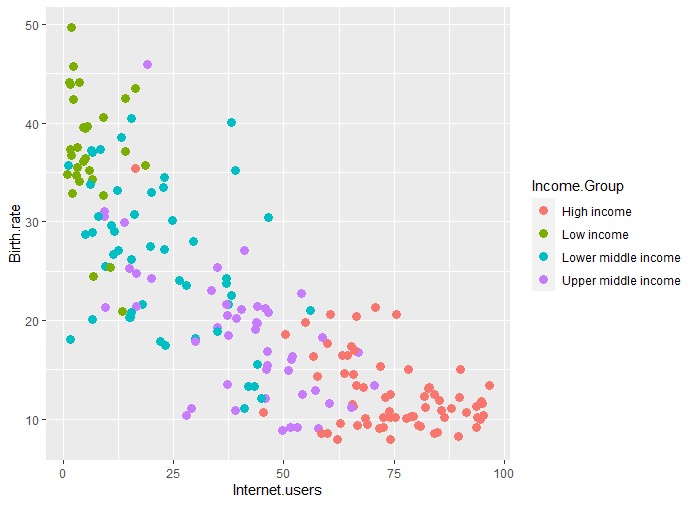 50
40
30
20
10
Birth.rate
0
25
50
75
100
Internet.users
Income.Group
High income
Low income
Lower middle income
Upper middle income